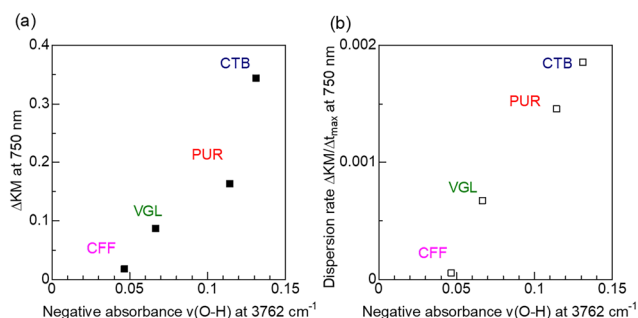 (a)
0.4
0.3
0.2
0.1
0
ΔKM at 750 nm
CTB
PUR
VGL
CFF
0 0.05 0.1 0.15
Negative absorbance ν(O-H) at 3762 cm⁻¹
(b)
0.002
0.001
0
Dispersion rate ΔKM/Δt_max at 750 nm
CTB
PUR
VGL
CFF
0 0.05 0.1 0.15
Negative absorbance ν(O-H) at 3762 cm⁻¹